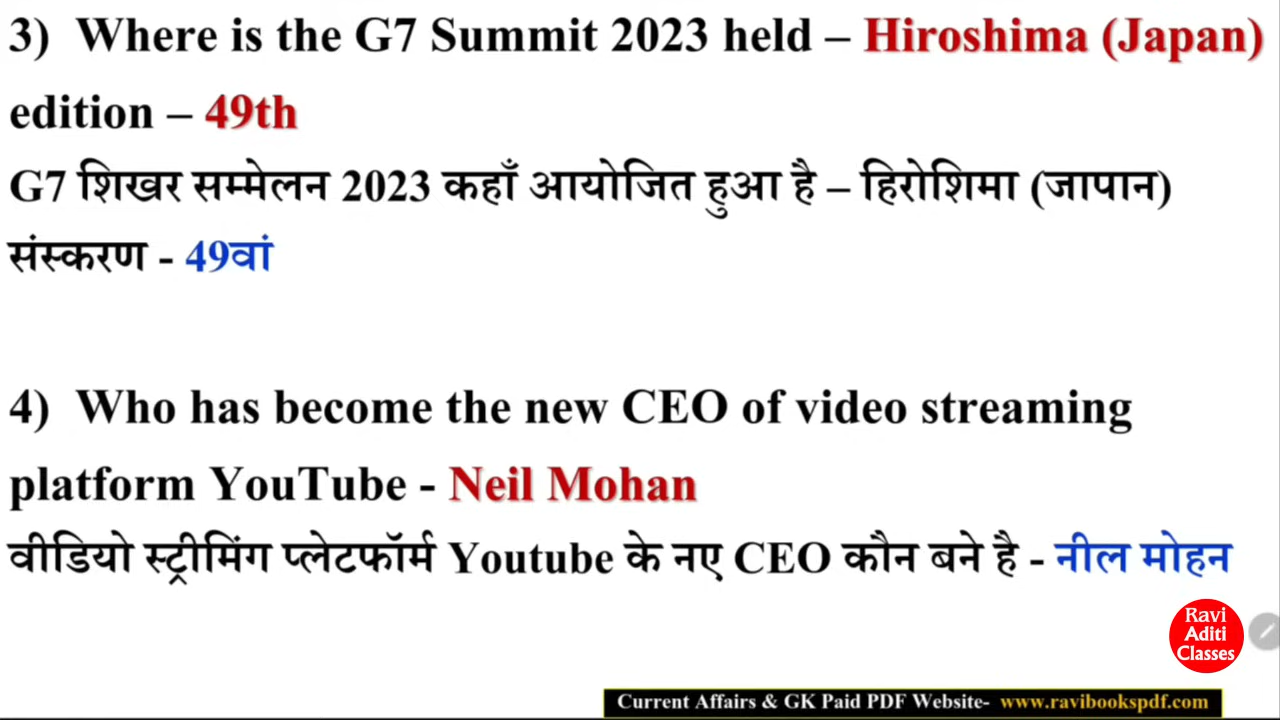 3) Where is the G7 Summit 2023 held – Hiroshima (Japan)
edition – 49th
G7 शिखर सम्मेलन 2023 कहाँ आयोजित हुआ है – हिरोशिमा (जापान)
संस्करण - 49वां
4) Who has become the new CEO of video streaming
platform YouTube - Neil Mohan
वीडियो स्ट्रीमिंग प्लेटफॉर्म Youtube के नए CEO कौन बने है - नील मोहन
Ravi
Aditi
Classes
Current Affairs & GK Paid PDF Website- www.ravibookspdf.com